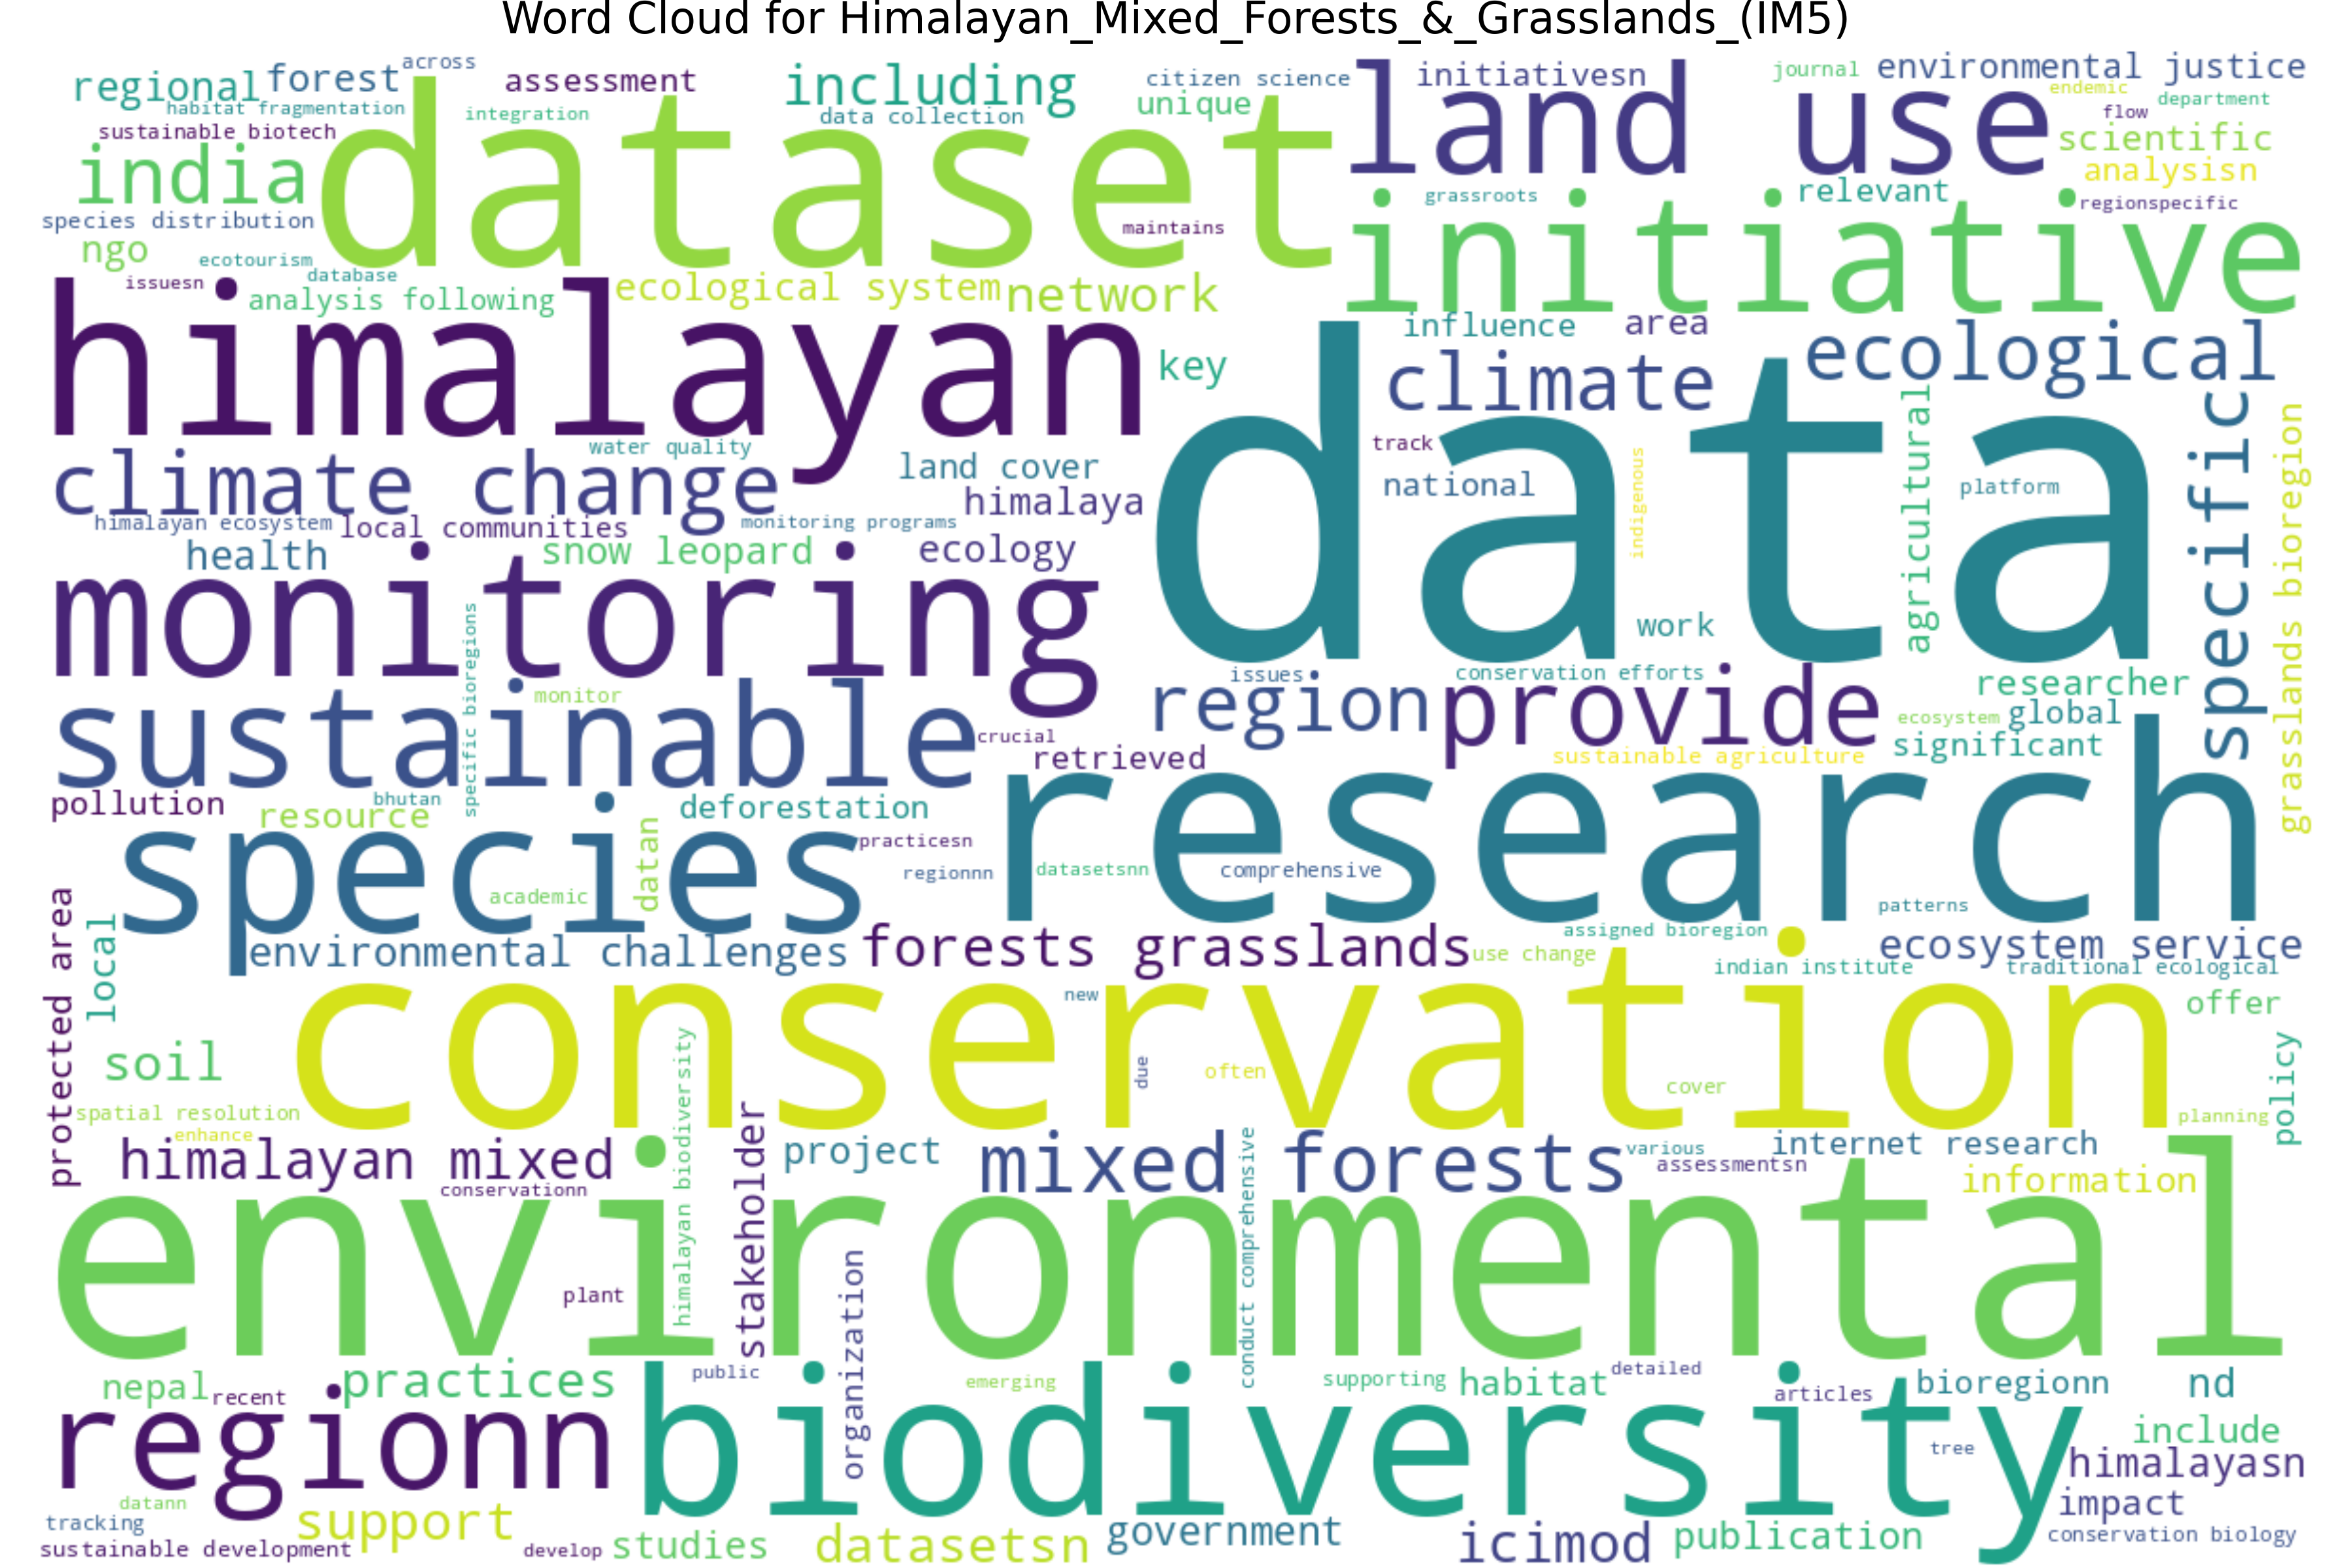 Word Cloud for Himalayan_Mixed_Forests_&_Grasslands_(IM5)
across
regional
forest
assessment
including
citizen science
initiativesn
journal
environmental justice
habitat fragmentation
integration
data collection
unique
land use
endemic
flow
department
sustainable biotech
scientific
india
dataset
analysisn
species distribution
maintains
grassroots
relevant
regionspecific
ngo
ecotourism
database
initiative
issuesn
analysis following
ecological system
network
himalayan
key
influence
area
climate
ecological
data
track
national
indigenous
agricultural
platform
specific
grasslands bioregion
climate change
water quality
land cover
himalaya
himalayan ecosystem
local communities
monitoring programs
health
snow leopard
ecology
monitoring
work
specific bioregions
monitor
sustainable
crucial
retrieved
region
issues
conservation efforts
provide
researcher
ecosystem
global
sustainable agriculture
significant
pollution
bhutan
resource
deforestation
species
datan
practicesn
academic
regionnn
research
datasetsnn
comprehensive
patterns
protected area
local
environmental challenges
forests grasslands
use change
assigned bioregion
ecosystem service
indian institute
traditional ecological
conservation
new
due
often
cover
offer
soil
policy
spatial resolution
planning
enhance
himalayan mixed
conservationn
himalayan biodiversity
stakeholder
project
mixed forests
various
assessmentsn
internet research
information
environmental
plant
organization
conduct comprehensive
nepal
recent
practices
public
emerging
supporting
habitat
detailed
articles
bioregionn
nd
regionn
biodiversity
tree
include
himalayasn
datann
tracking
support
impact
sustainable development
develop
studies
datasetsn
government
icimod
publication
conservation biology